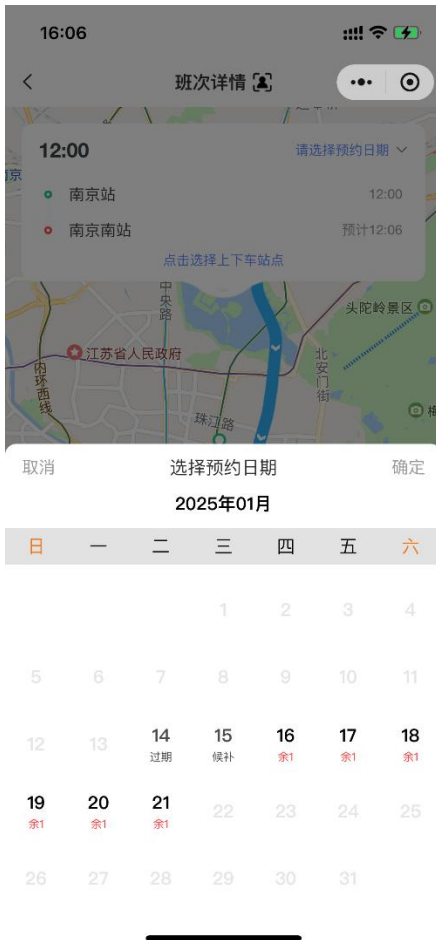 16:06
班次详情
12:00
请选择预约日期
南京站
12:00
南京南站
预计12:06
点击选择上下车站点
中央路
头陀岭景区
江苏省人民政府
北安门街
内环西线
珠江路
取消
选择预约日期
确定
2025年01月
日 一 二 三 四 五 六
1 2 3 4
5 6 7 8 9 10 11
12 13 14 15 16 17 18
过期 候补 余1 余1 余1
19 20 21 22 23 24 25
余1 余1 余1
26 27 28 29 30 31